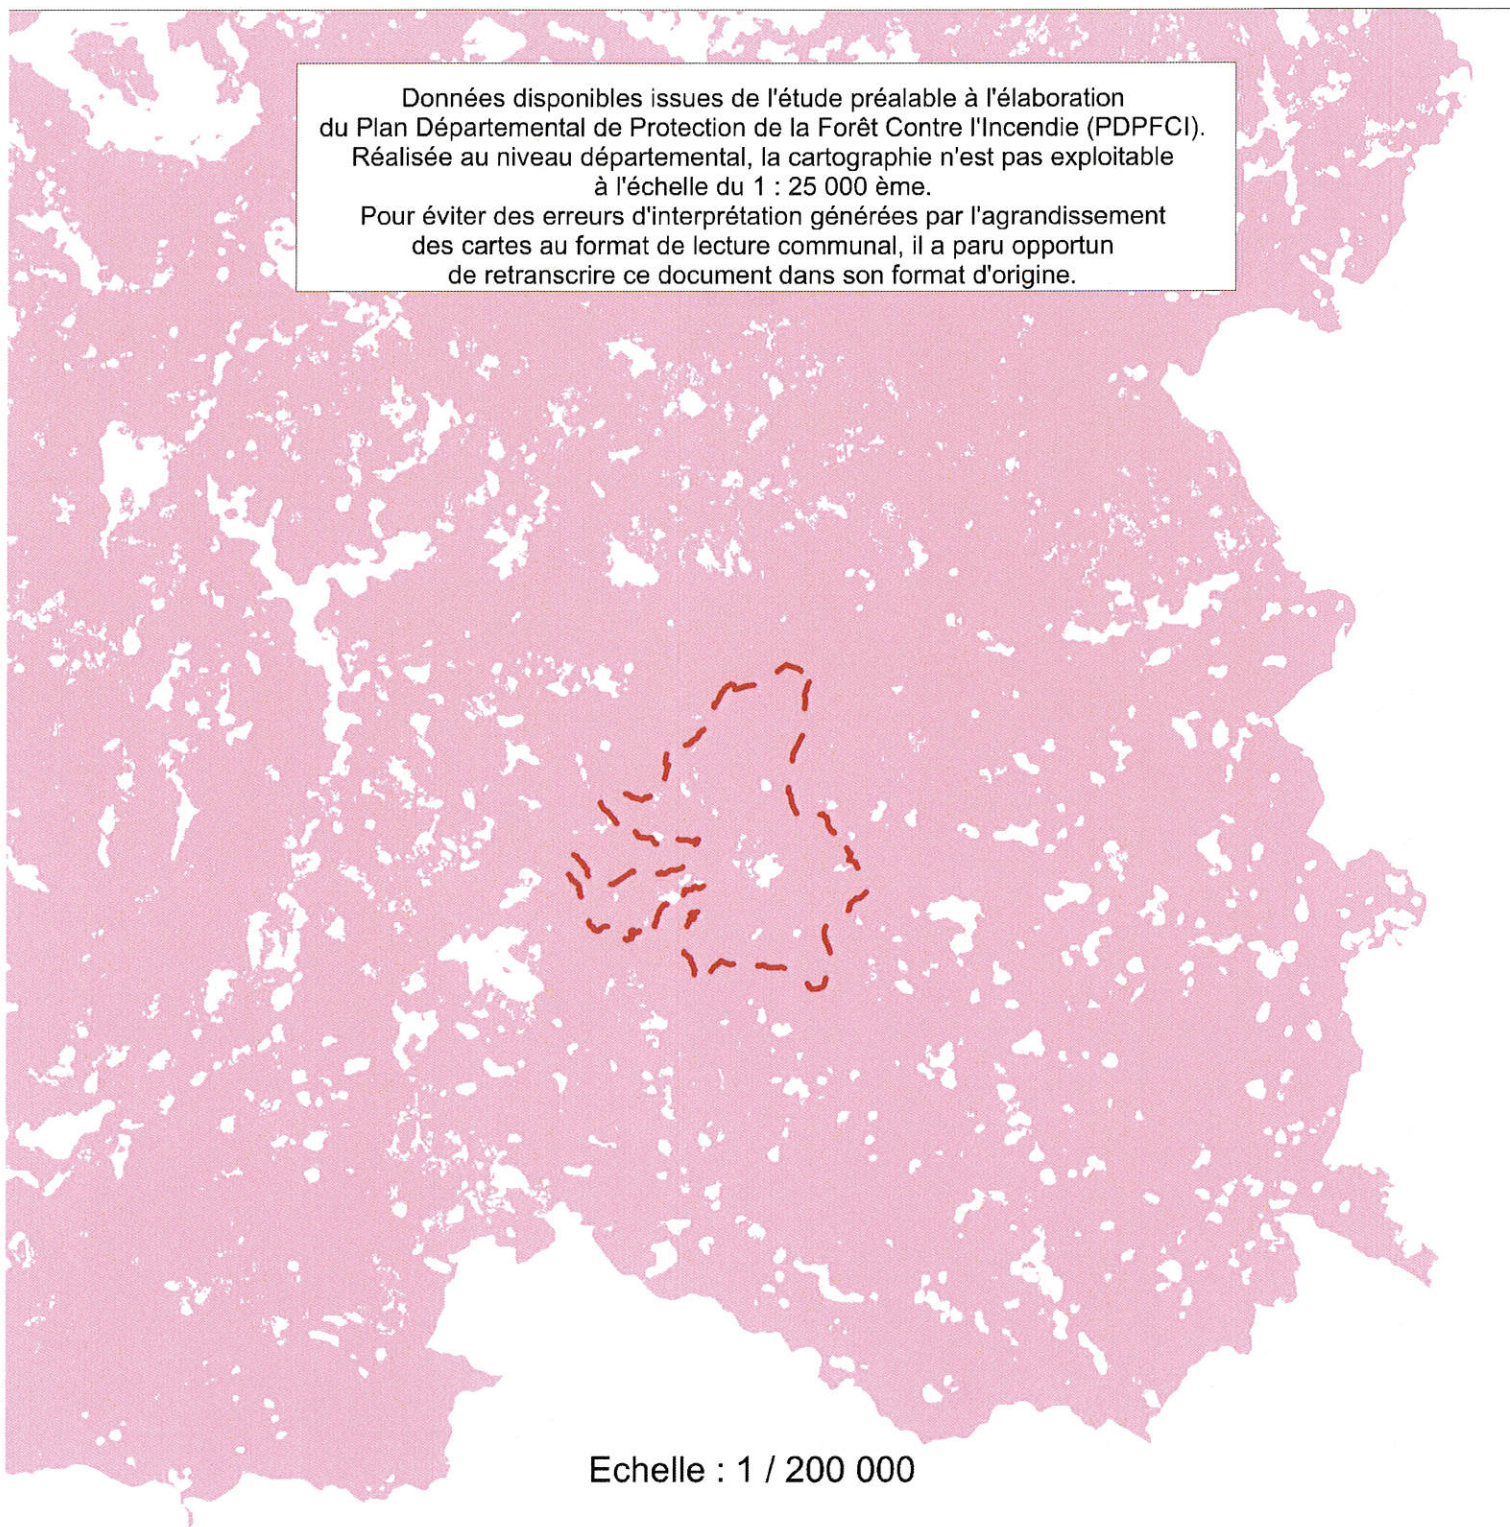 Données disponibles issues de l'étude préalable à l'élaboration
du Plan Départemental de Protection de la Forêt Contre l'Incendie (PDPFCI).
Réalisée au niveau départemental, la cartographie n'est pas exploitable
à l'échelle du 1 : 25 000 ème.
Pour éviter des erreurs d'interprétation générées par l'agrandissement
des cartes au format de lecture communal, il a paru opportun
de retranscrire ce document dans son format d'origine.
Echelle : 1 / 200 000